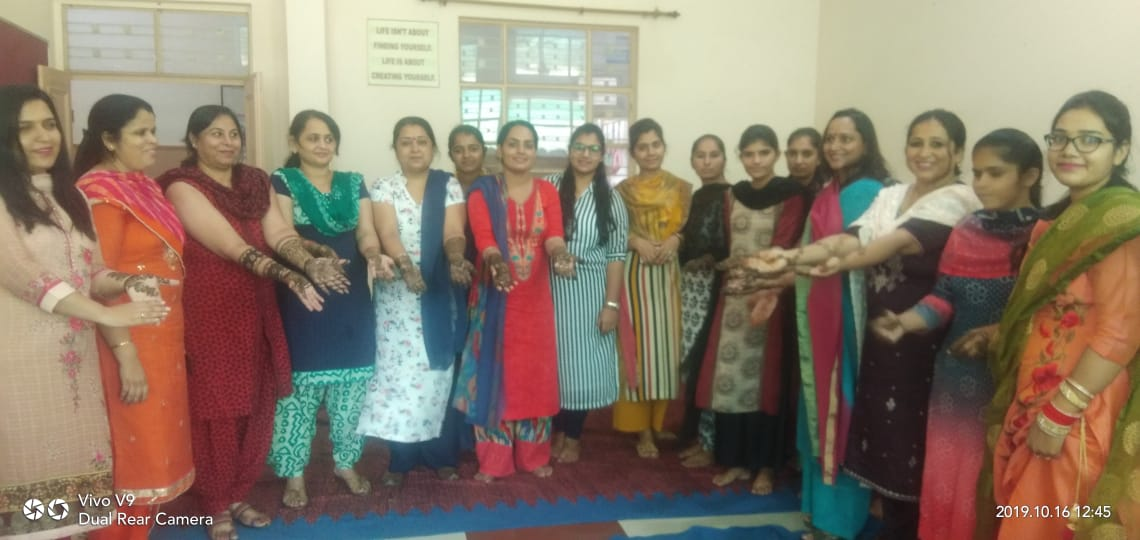 LIFE ISN'T ABOUT
FINDING YOURSELF.
LIFE IS ABOUT
CREATING YOURSELF.
Vivo V9
Dual Rear Camera
2019.10.16 12:45